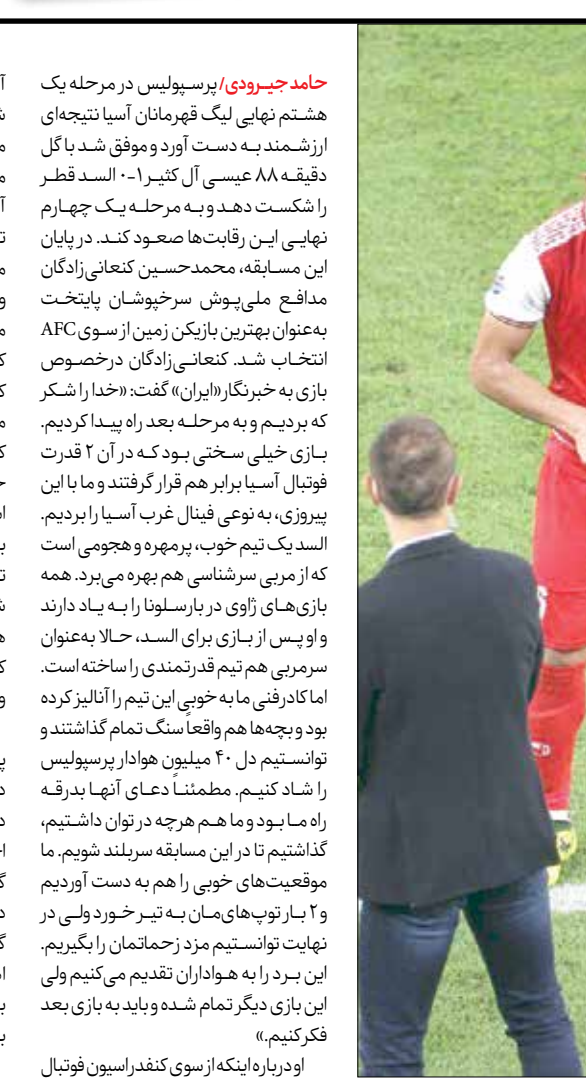 حامد جیرودی/ پرسپولیس در مرحله یک
هشتم نهایی لیگ قهرمانان آسیا نتیجه‌ای
ارزشمند به دست آورد و موفق شد با گل
دقیقه ۸۸ عیسی آل کثیر ۱-۰ السد قطر
را شکست دهد و به مرحله یک چهارم
نهایی این رقابت‌ها صعود کند. در پایان
این مسابقه، محمدحسین کنعانی‌زادگان
مدافع ملی‌پوش سرخپوشان پایتخت
به‌عنوان بهترین بازیکن زمین از سوی AFC
انتخاب شد. کنعانی‌زادگان درخصوص
بازی به خبرنگار «ایران» گفت: «خدا را شکر
که بردیم و به مرحله بعد راه پیدا کردیم.
بازی خیلی سختی بود که در آن ۲ قدرت
فوتبال آسیا برابر هم قرار گرفتند و ما با این
پیروزی، به نوعی فینال غرب آسیا را بردیم.
السد یک تیم خوب، پرمهره و هجومی است
که از مربی سرشناسی هم بهره می‌برد. همه
بازی‌های ژاوی در بارسلونا را به یاد دارند
و او پس از بازی برای السد، حالا به‌عنوان
سرمربی هم تیم قدرتمندی را ساخته است.
اما کادرفنی ما به خوبی این تیم را آنالیز کرده
بود و بچه‌ها هم واقعاً سنگ تمام گذاشتند و
توانستیم دل ۴۰ میلیون هوادار پرسپولیس
را شاد کنیم. مطمئناً دعای آنها بدرقه
راه ما بود و ما هم هرچه در توان داشتیم،
گذاشتیم تا در این مسابقه سربلند شویم. ما
موقعیت‌های خوبی را هم به دست آوردیم
و ۲ بار توپ‌های‌مان به تیر خورد ولی در
نهایت توانستیم مزد زحماتمان را بگیریم.
این برد را به هواداران تقدیم می‌کنیم ولی
این بازی دیگر تمام شده و باید به بازی بعد
فکر کنیم.»
او درباره اینکه از سوی کنفدراسیون فوتبال